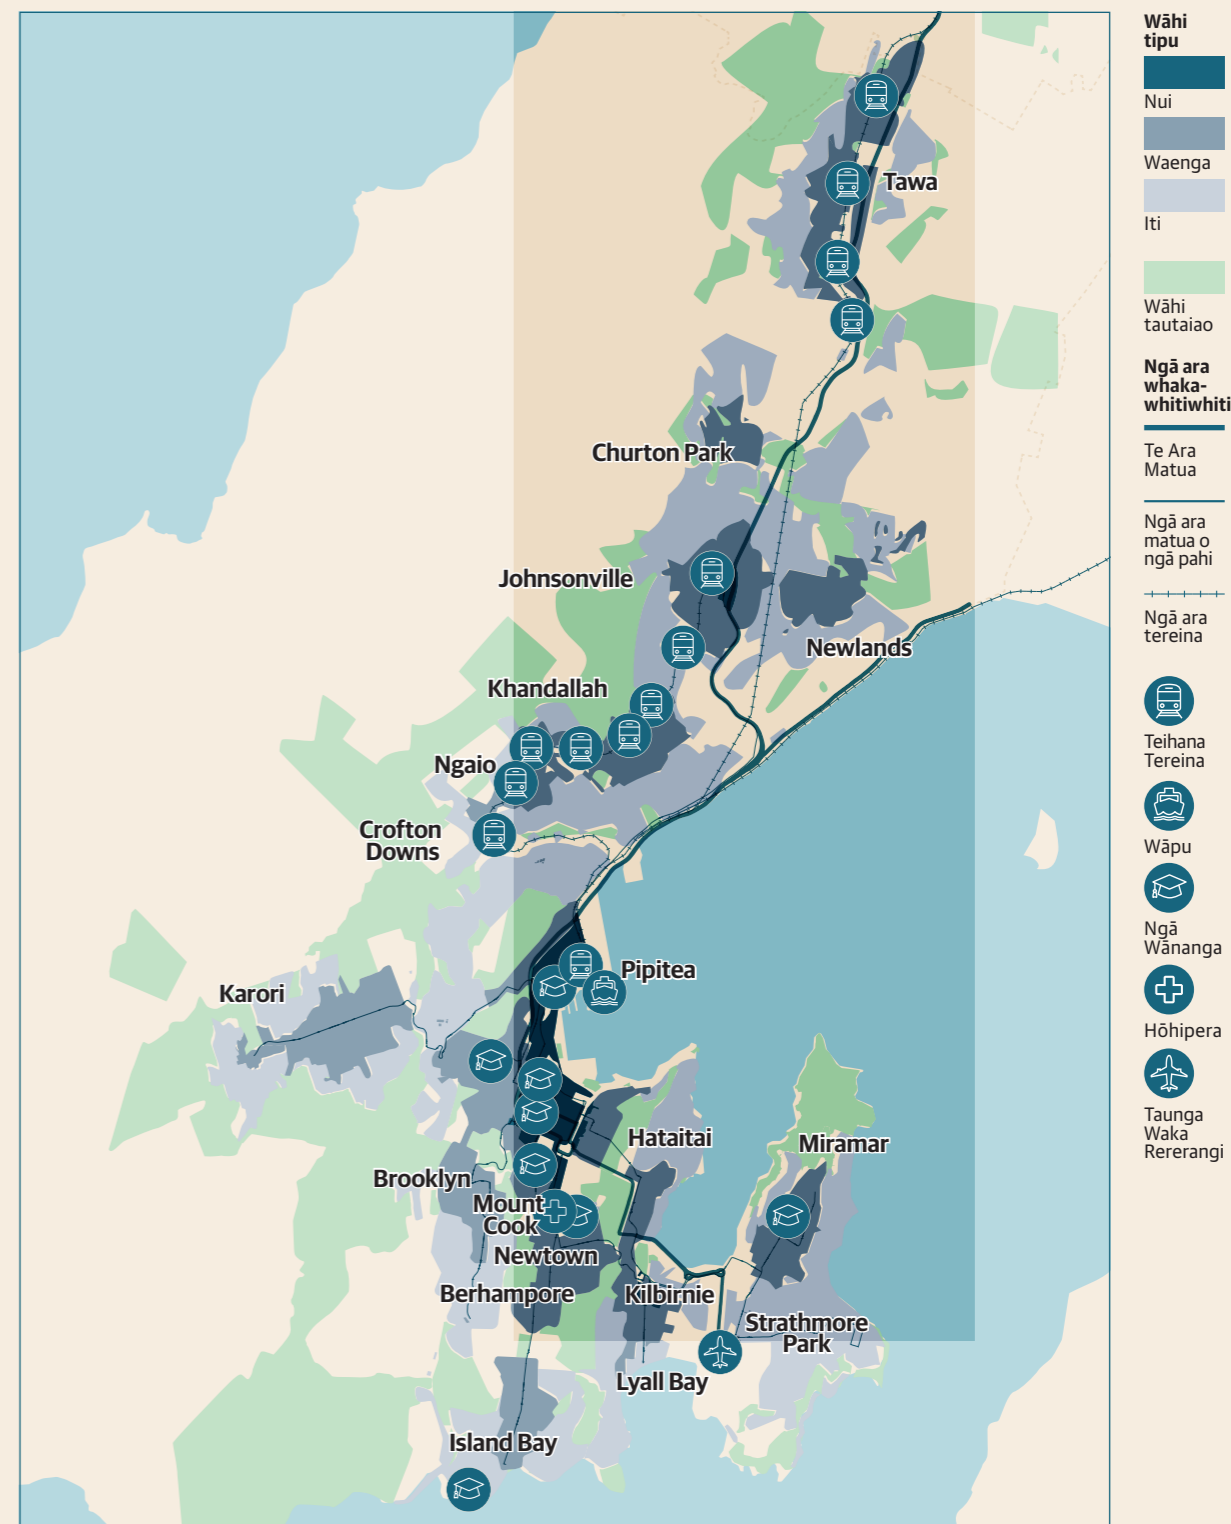 Tawa
Churton Park
Johnsonville
Newlands
Khandallah
Ngaio
Crofton
Downs
Pipitea
Karori
Hataitai
Miramar
Brooklyn
Mount
Cook
Newtown
Berhampore
Kilbirnie
Strathmore
Park
Lyall Bay
Island Bay
Wāhi
tipu
Nui
Waenga
Iti
Wāhi
tautaiao
Ngā ara
whaka-
whitiwhiti
Te Ara
Matua
Ngā ara
matua o
ngā pahi
Ngā ara
tereina
Teihana
Tereina
Wāpu
Ngā
Wānanga
Hōhipera
Taunga
Waka
Rererangi